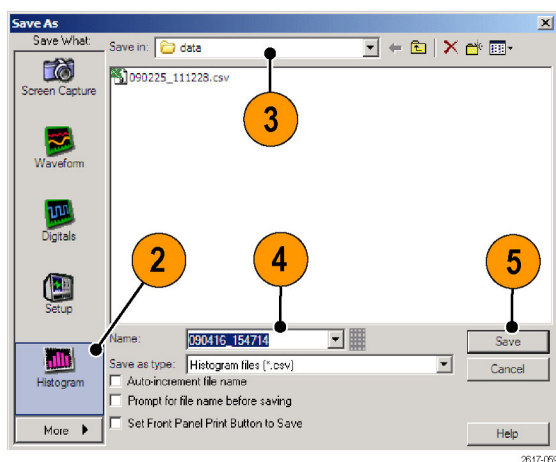 Save As
Save What:
Save in: data
Screen Capture
090225_111228.csv
3
Waveform
Digitals
2
4
5
Setup
Name: 090416_154714
Save
Save as type: Histogram files (*.csv)
Cancel
Histogram
Auto-increment file name
Prompt for file name before saving
More
Set Front Panel Print Button to Save
Help
2617-059